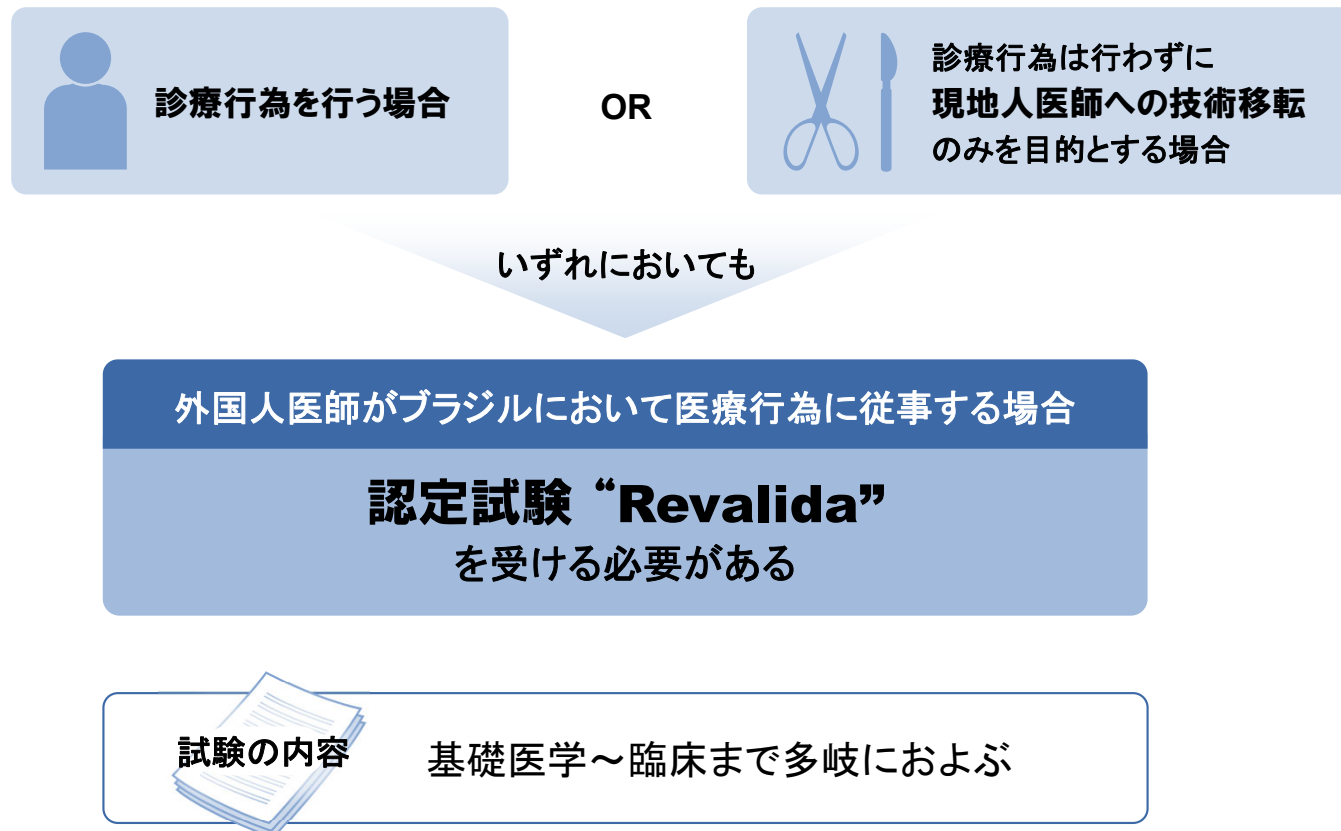 診療行為を行う場合
OR
診療行為は行わずに
現地人医師への技術移転
のみを目的とする場合
いずれにおいても
外国人医師がブラジルにおいて医療行為に従事する場合
認定試験 “Revalida”
を受ける必要がある
試験の内容
基礎医学～臨床まで多岐におよぶ